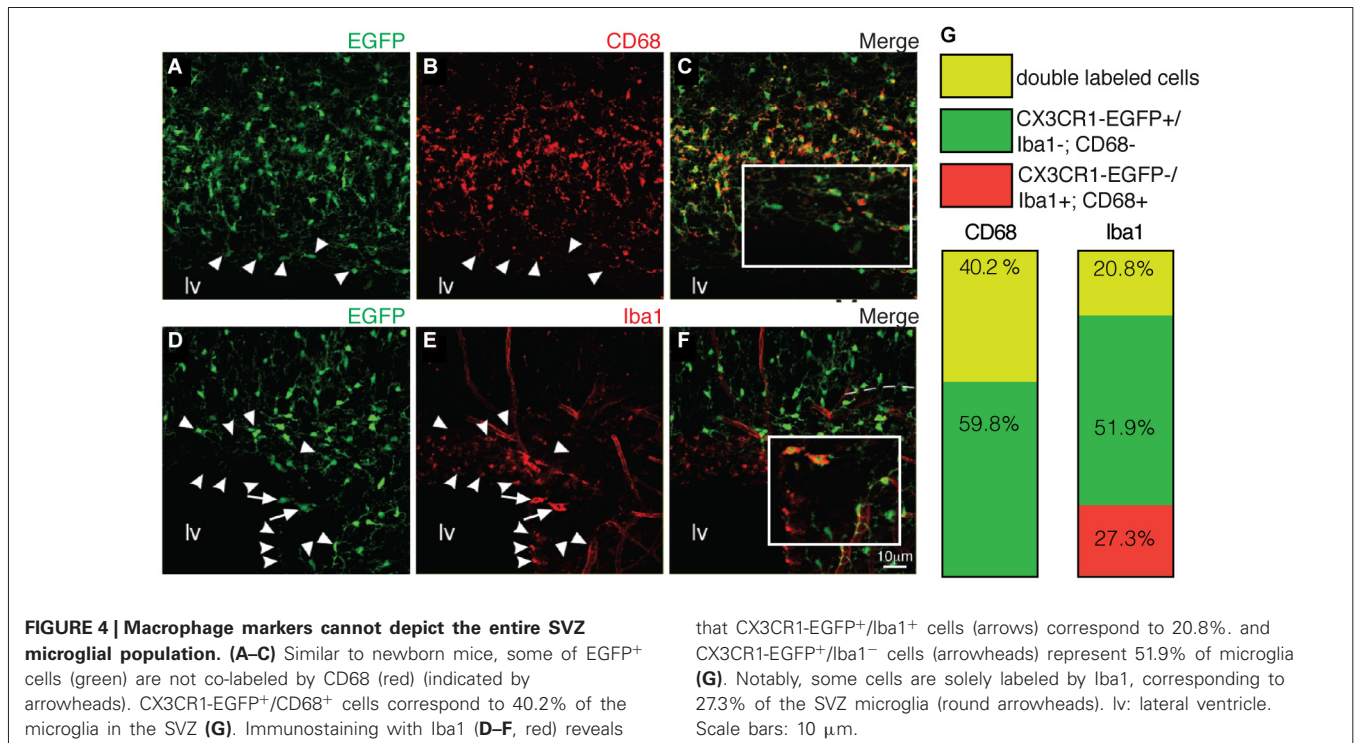 EGFP
CD68
Merge
G
A
B
C
double labeled cells
CX3CR1-EGFP+/
Iba1-; CD68-
CX3CR1-EGFP-/
Iba1+; CD68+
lv
lv
lv
EGFP
Iba1
Merge
D
E
F
lv
lv
lv
10μm
CD68
Iba1
40.2 %
20.8%
59.8%
51.9%
27.3%
FIGURE 4 | Macrophage markers cannot depict the entire SVZ
microglial population. (A–C) Similar to newborn mice, some of EGFP⁺
cells (green) are not co-labeled by CD68 (red) (indicated by
arrowheads). CX3CR1-EGFP⁺/CD68⁺ cells correspond to 40.2% of the
microglia in the SVZ (G). Immunostaining with Iba1 (D–F, red) reveals
that CX3CR1-EGFP⁺/Iba1⁺ cells (arrows) correspond to 20.8%. and
CX3CR1-EGFP⁺/Iba1⁻ cells (arrowheads) represent 51.9% of microglia
(G). Notably, some cells are solely labeled by Iba1, corresponding to
27.3% of the SVZ microglia (round arrowheads). lv: lateral ventricle.
Scale bars: 10 μm.